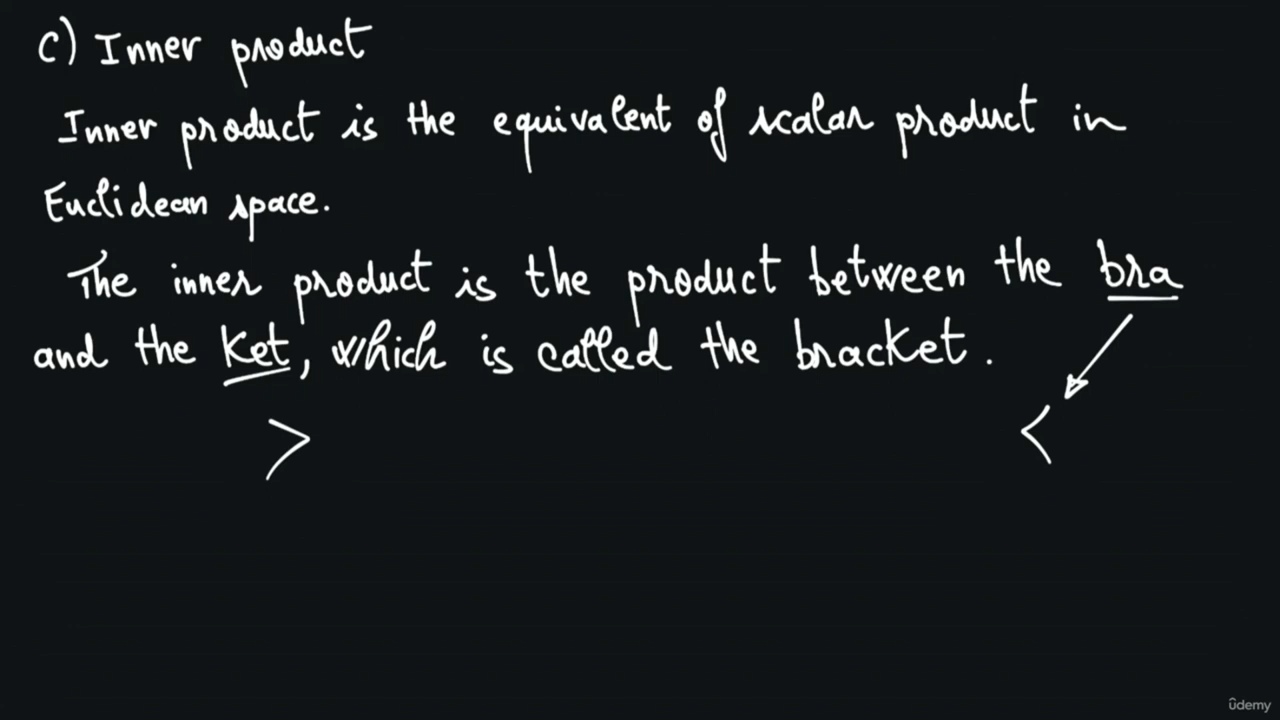 c) Inner product
Inner product is the equivalent of scalar product in
Euclidean space.
The inner product is the product between the bra
and the ket, which is called the bracket.
> <
ûdemy